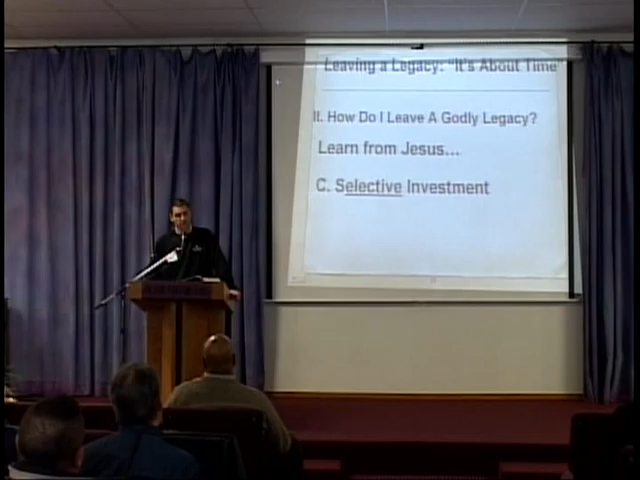 Leaving a Legacy: "It's About Time"
II. How Do I Leave A Godly Legacy?
Learn from Jesus...
C. Selective Investment